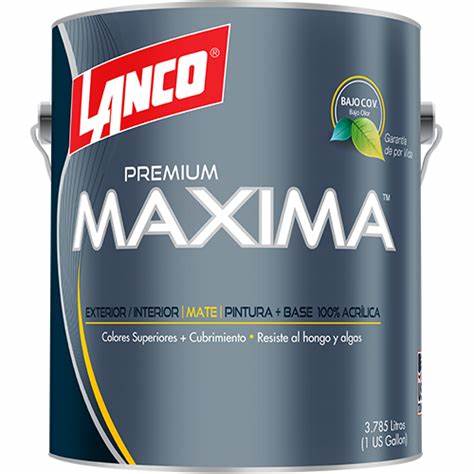 LANCO®
BAJO COV
Bajo Olor
Garantía
de por Vida
PREMIUM
MAXIMA™
EXTERIOR / INTERIOR | MATE | PINTURA + BASE 100% ACRÍLICA
Colores Superiores + Cubrimiento • Resiste al hongo y algas
3.785 Litros
(1 US Gallon)